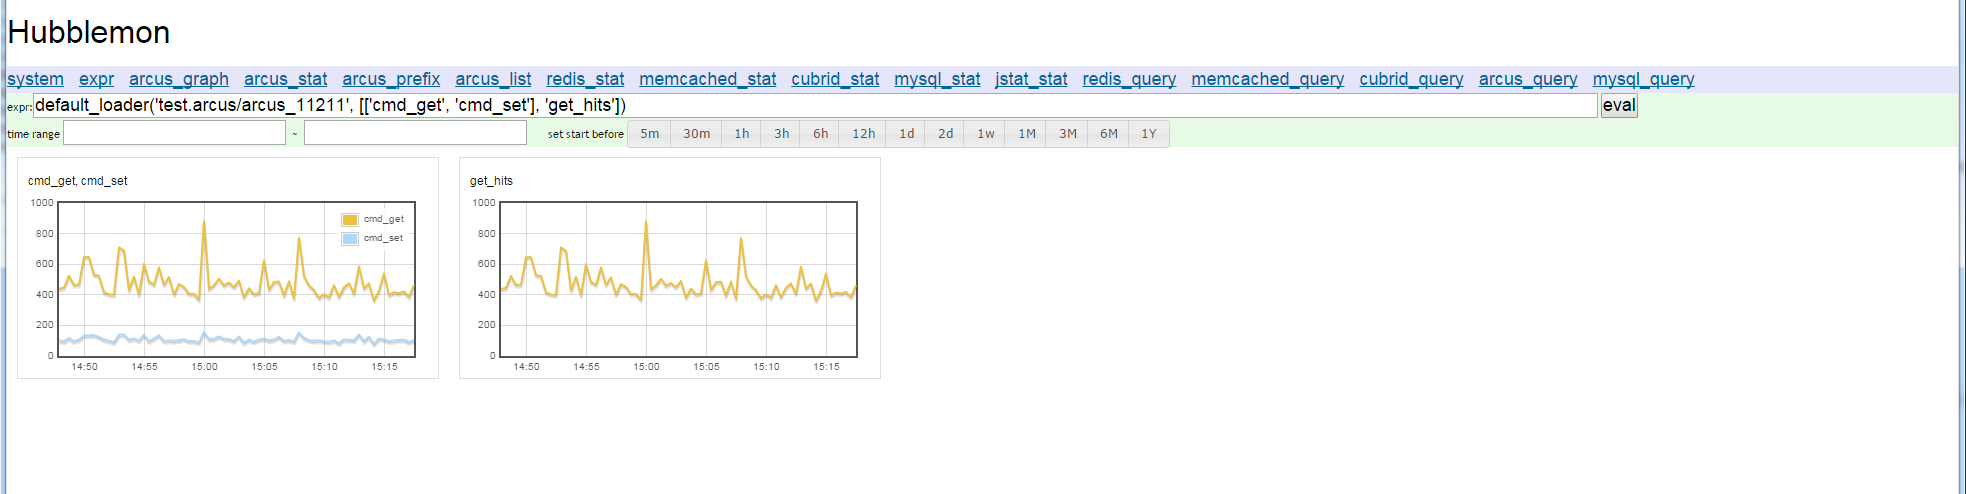 Hubblemon
system expr arcus_graph arcus_stat arcus_prefix arcus_list redis_stat memcached_stat cubrid_stat mysql_stat jstat_stat redis_query memcached_query cubrid_query arcus_query mysql_query
expr: default_loader('test.arcus/arcus_11211', [['cmd_get', 'cmd_set'], 'get_hits']) eval
time range ~ set start before 5m 30m 1h 3h 6h 12h 1d 2d 1w 1M 3M 6M 1Y
cmd_get, cmd_set
1000
800
600
400
200
0
cmd_get
cmd_set
14:50 14:55 15:00 15:05 15:10 15:15
get_hits
1000
800
600
400
200
0
14:50 14:55 15:00 15:05 15:10 15:15